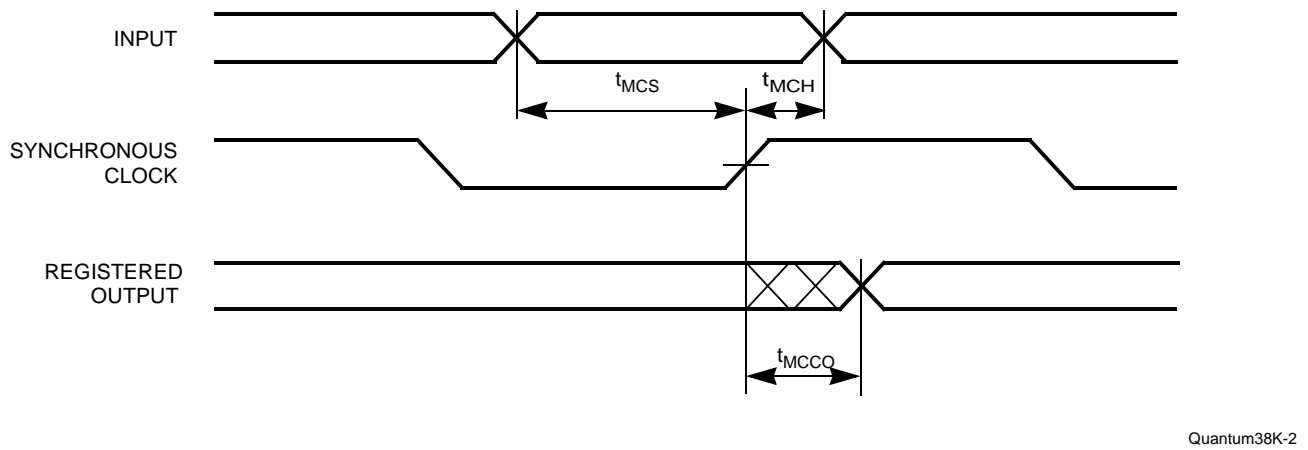 INPUT
tMCS
tMCH
SYNCHRONOUS
CLOCK
REGISTERED
OUTPUT
tMCCO
Quantum38K-2